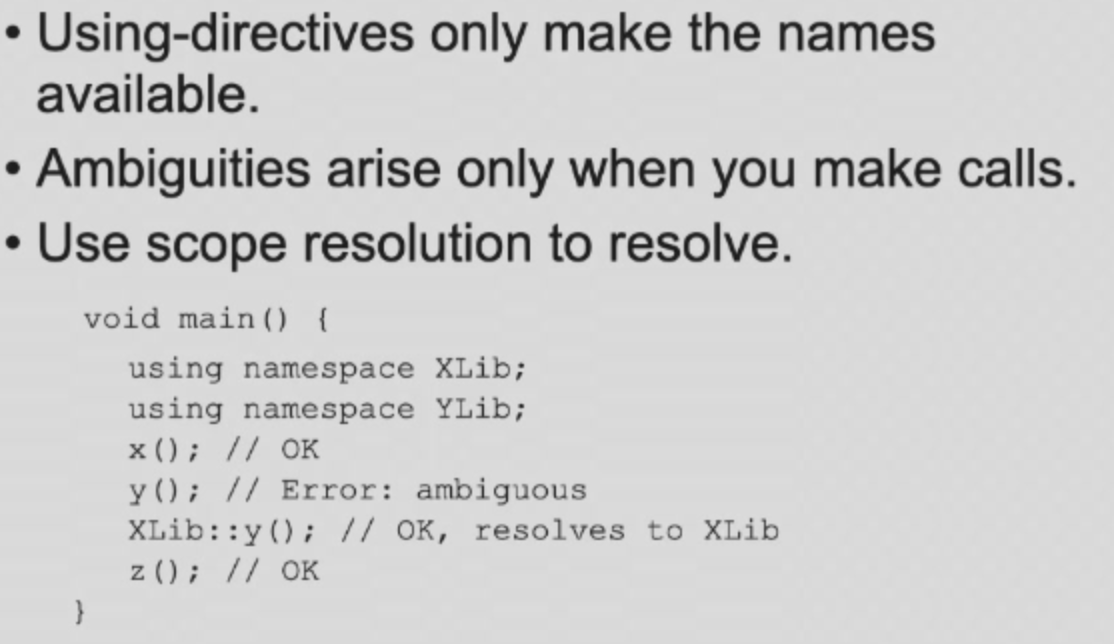 • Using-directives only make the names
available.
• Ambiguities arise only when you make calls.
• Use scope resolution to resolve.
void main() {
using namespace XLib;
using namespace YLib;
x(); // OK
y(); // Error: ambiguous
XLib::y(); // OK, resolves to XLib
z(); // OK
}